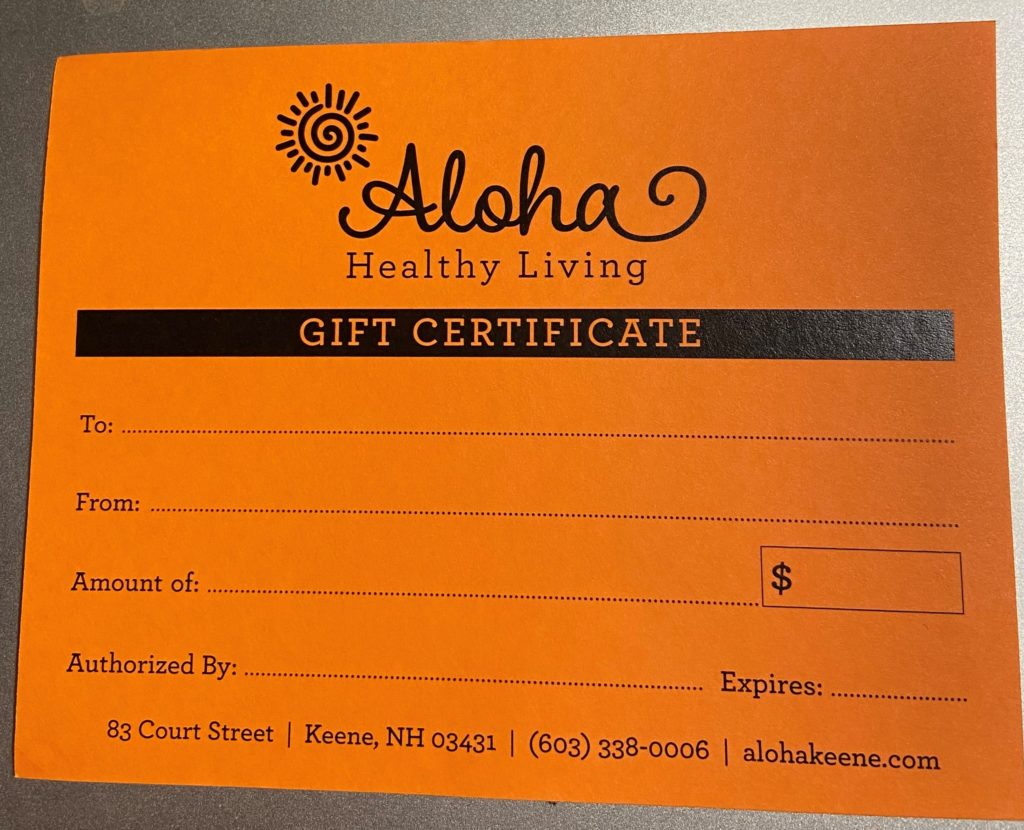 Aloha
Healthy Living
GIFT CERTIFICATE
To:
From:
Amount of: $
Authorized By: Expires:
83 Court Street | Keene, NH 03431 | (603) 338-0006 | alohakeene.com